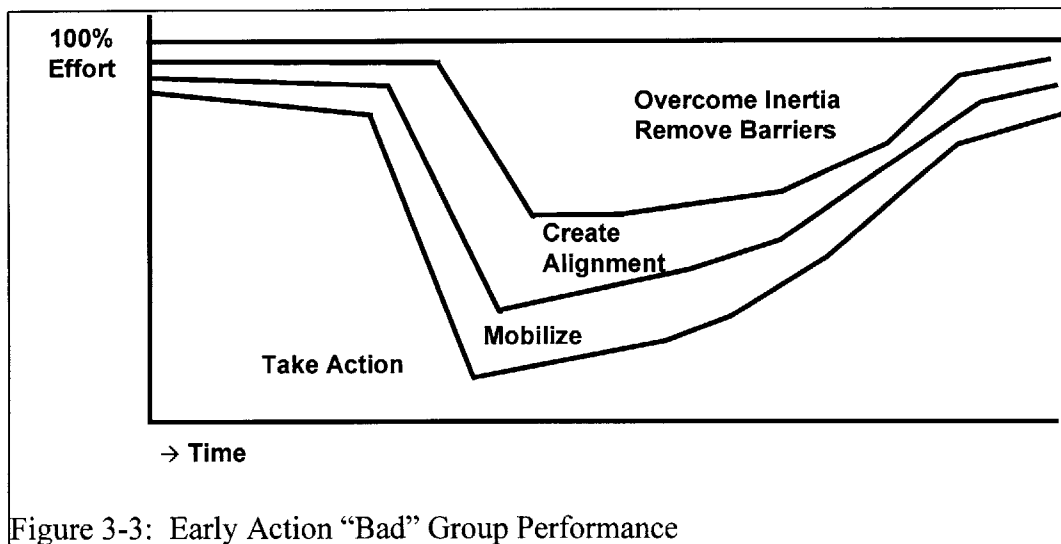 100%
Effort
Overcome Inertia
Remove Barriers
Create
Alignment
Mobilize
Take Action
→ Time
Figure 3-3: Early Action “Bad” Group Performance